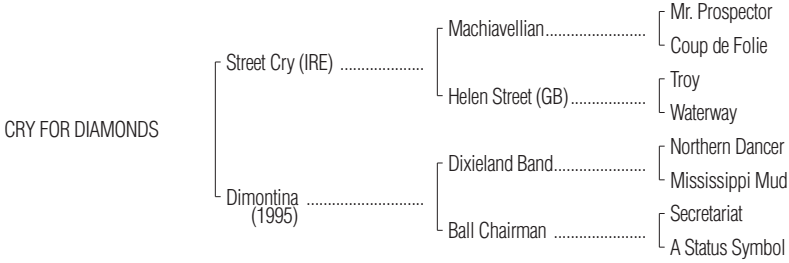 Mr. Prospector
Machiavellian......................
Coup de Folie
Street Cry (IRE) ..................
Troy
Helen Street (GB)................
Waterway
CRY FOR DIAMONDS
Northern Dancer
Dixieland Band....................
Mississippi Mud
Dimontina .........................
(1995)
Secretariat
Ball Chairman ....................
A Status Symbol